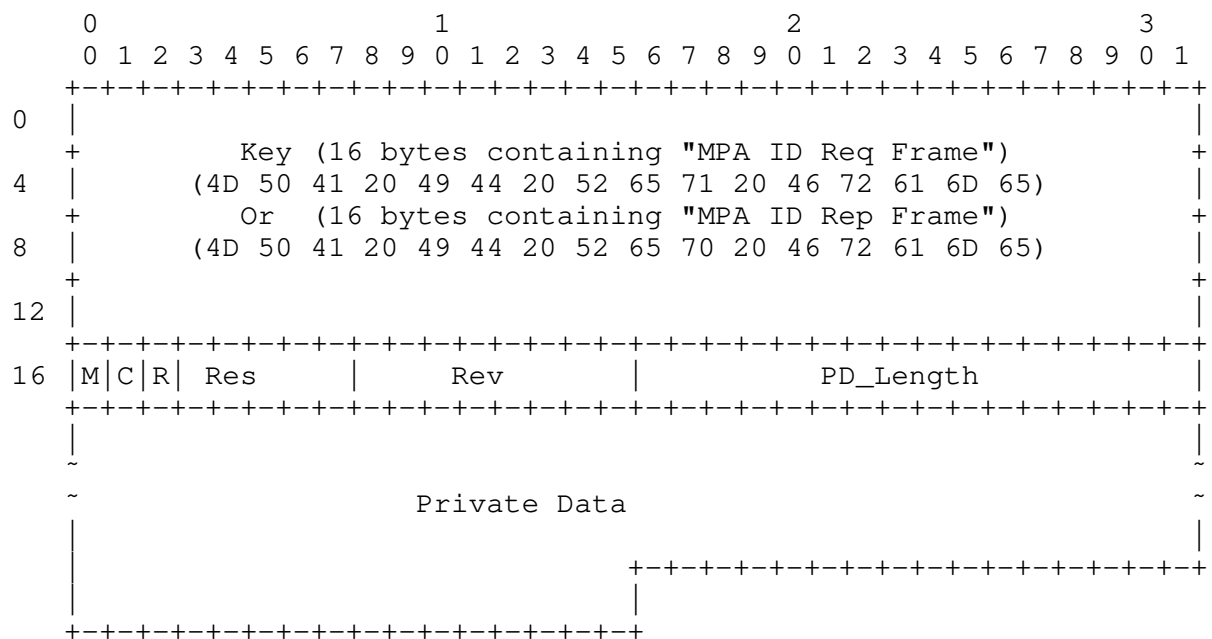 0                   1                   2                   3
0 1 2 3 4 5 6 7 8 9 0 1 2 3 4 5 6 7 8 9 0 1 2 3 4 5 6 7 8 9 0 1
+-+-+-+-+-+-+-+-+-+-+-+-+-+-+-+-+-+-+-+-+-+-+-+-+-+-+-+-+-+-+-+-+
0  |                                                               |
+         Key (16 bytes containing "MPA ID Req Frame")          +
4  |      (4D 50 41 20 49 44 20 52 65 71 20 46 72 61 6D 65)        |
+         Or  (16 bytes containing "MPA ID Rep Frame")          +
8  |      (4D 50 41 20 49 44 20 52 65 70 20 46 72 61 6D 65)        |
+                                                               +
12 |                                                               |
+-+-+-+-+-+-+-+-+-+-+-+-+-+-+-+-+-+-+-+-+-+-+-+-+-+-+-+-+-+-+-+-+
16 |M|C|R| Res     |     Rev       |          PD_Length            |
+-+-+-+-+-+-+-+-+-+-+-+-+-+-+-+-+-+-+-+-+-+-+-+-+-+-+-+-+-+-+-+-+
|                                                               |
~                                                               ~
~                   Private Data                                ~
|                                                               |
|                               +-+-+-+-+-+-+-+-+-+-+-+-+-+-+-+-+
|                               |
+-+-+-+-+-+-+-+-+-+-+-+-+-+-+-+-+